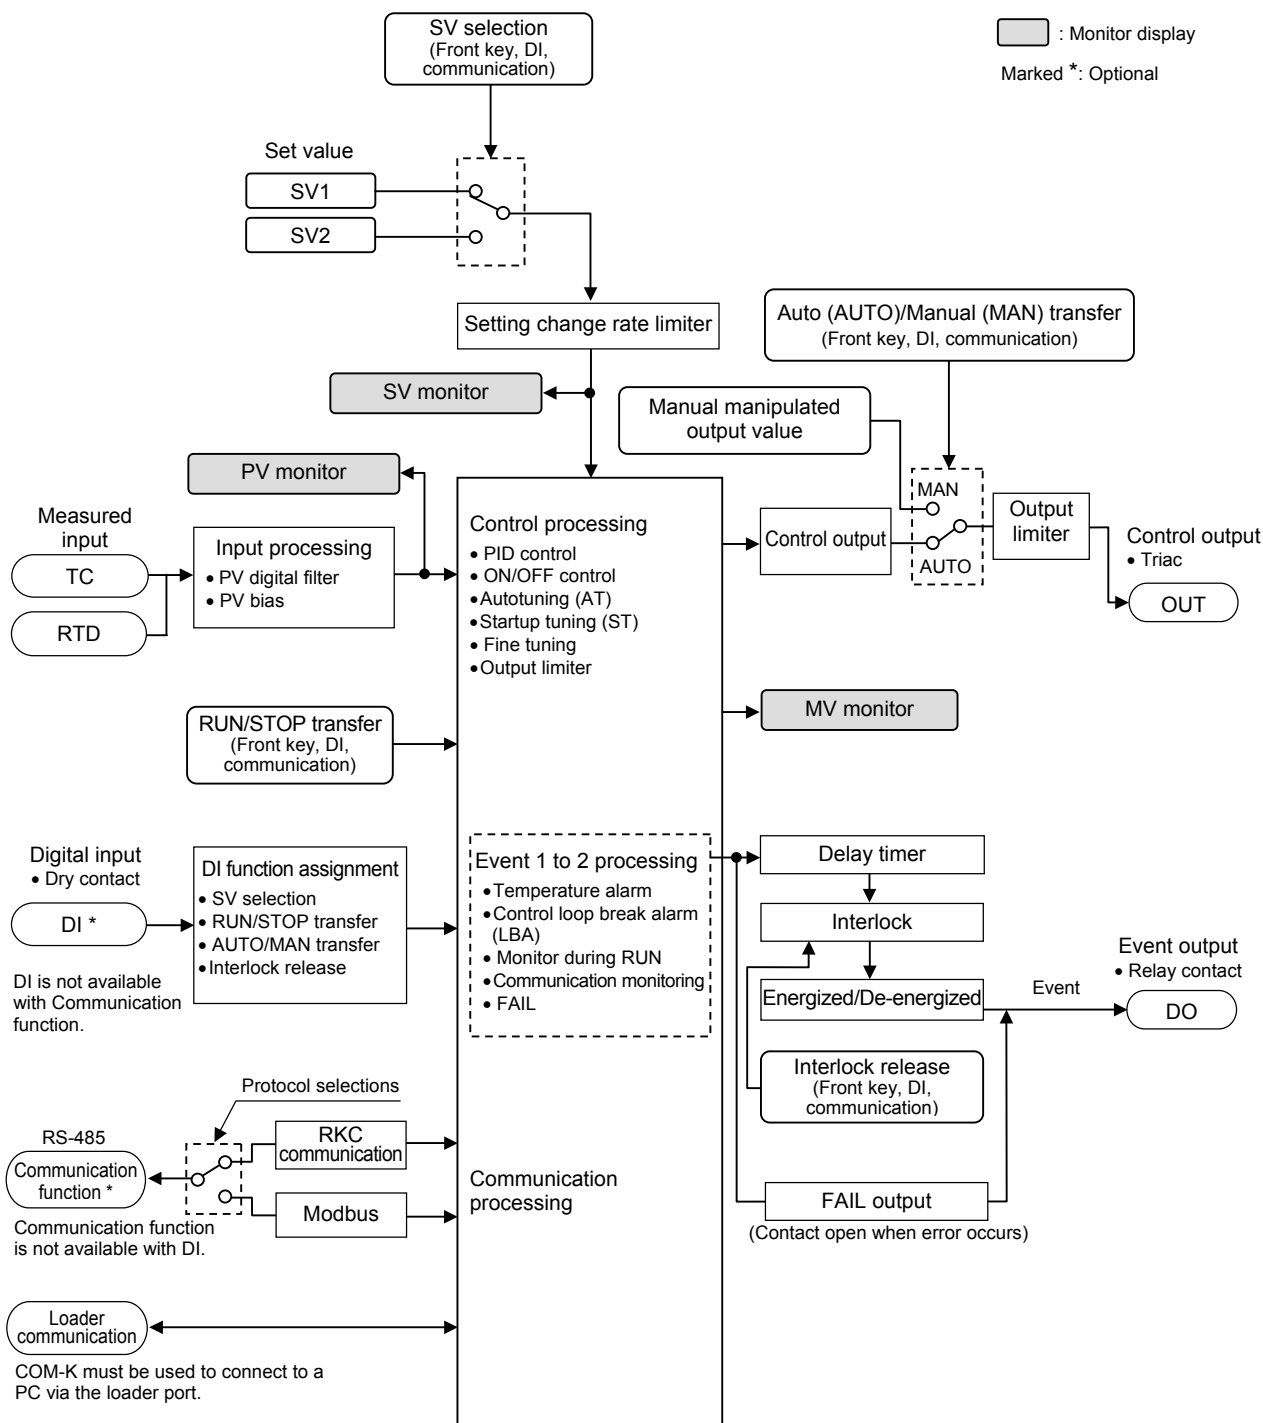 SV selection
(Front key, DI,
communication)
: Monitor display
Marked *: Optional
Set value
SV1
SV2
Setting change rate limiter
Auto (AUTO)/Manual (MAN) transfer
(Front key, DI, communication)
SV monitor
Manual manipulated
output value
PV monitor
Measured
input
TC
RTD
Input processing
• PV digital filter
• PV bias
Control processing
• PID control
• ON/OFF control
• Autotuning (AT)
• Startup tuning (ST)
• Fine tuning
• Output limiter
Control output
MAN
AUTO
Output
limiter
Control output
• Triac
OUT
MV monitor
RUN/STOP transfer
(Front key, DI,
communication)
Digital input
• Dry contact
DI *
DI is not available
with Communication
function.
DI function assignment
• SV selection
• RUN/STOP transfer
• AUTO/MAN transfer
• Interlock release
Event 1 to 2 processing
• Temperature alarm
• Control loop break alarm
(LBA)
• Monitor during RUN
• Communication monitoring
• FAIL
Delay timer
Interlock
Energized/De-energized
Interlock release
(Front key, DI,
communication)
Event
Event output
• Relay contact
DO
Protocol selections
RS-485
Communication
function *
Communication function
is not available with DI.
RKC
communication
Modbus
Communication
processing
FAIL output
(Contact open when error occurs)
Loader
communication
COM-K must be used to connect to a
PC via the loader port.